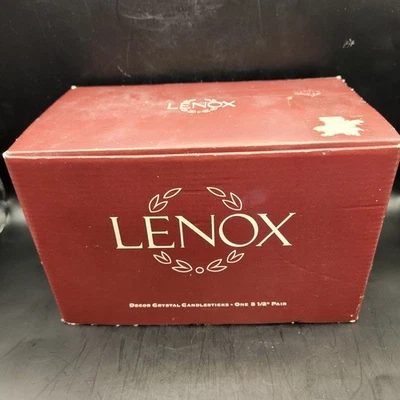 LENOX
LENOX
DECOR CRYSTAL CANDLESTICKS • ONE 5 1/2" PAIR